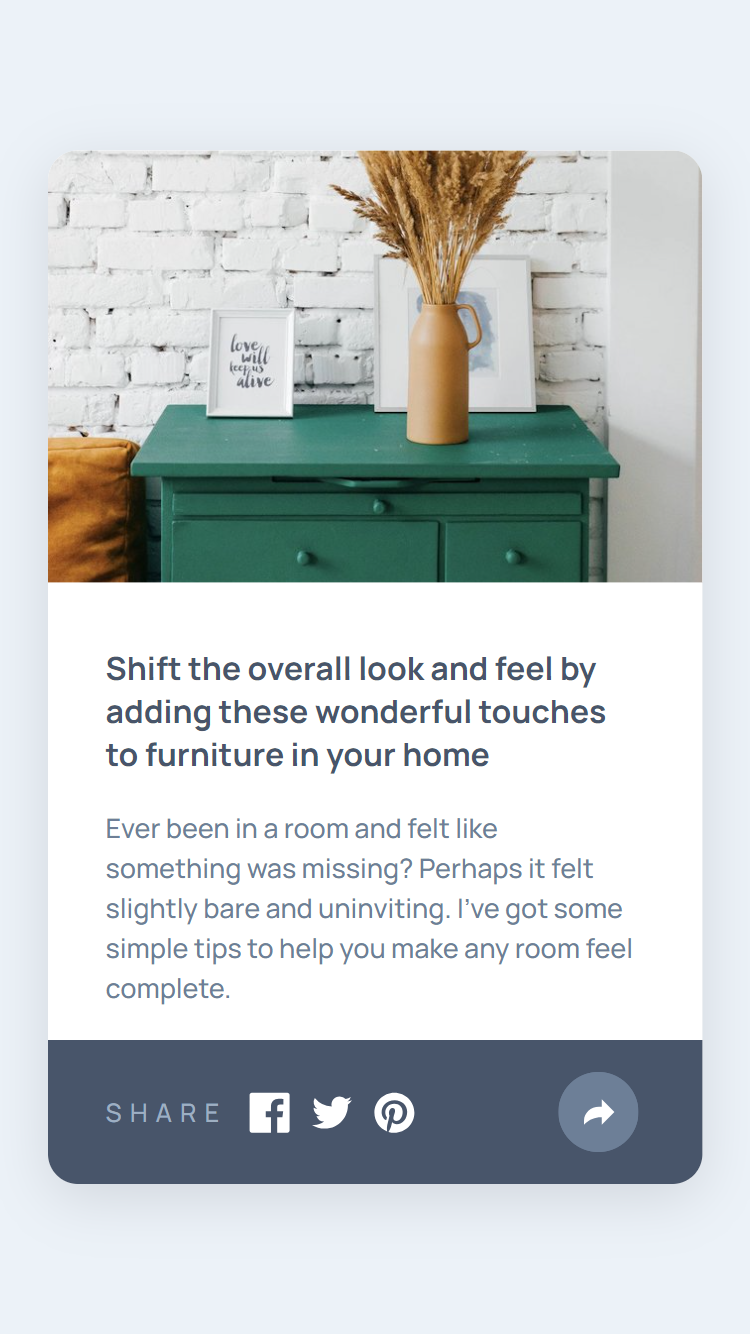 love
will
keep us
alive
Shift the overall look and feel by
adding these wonderful touches
to furniture in your home
Ever been in a room and felt like
something was missing? Perhaps it felt
slightly bare and uninviting. I’ve got some
simple tips to help you make any room feel
complete.
SHARE